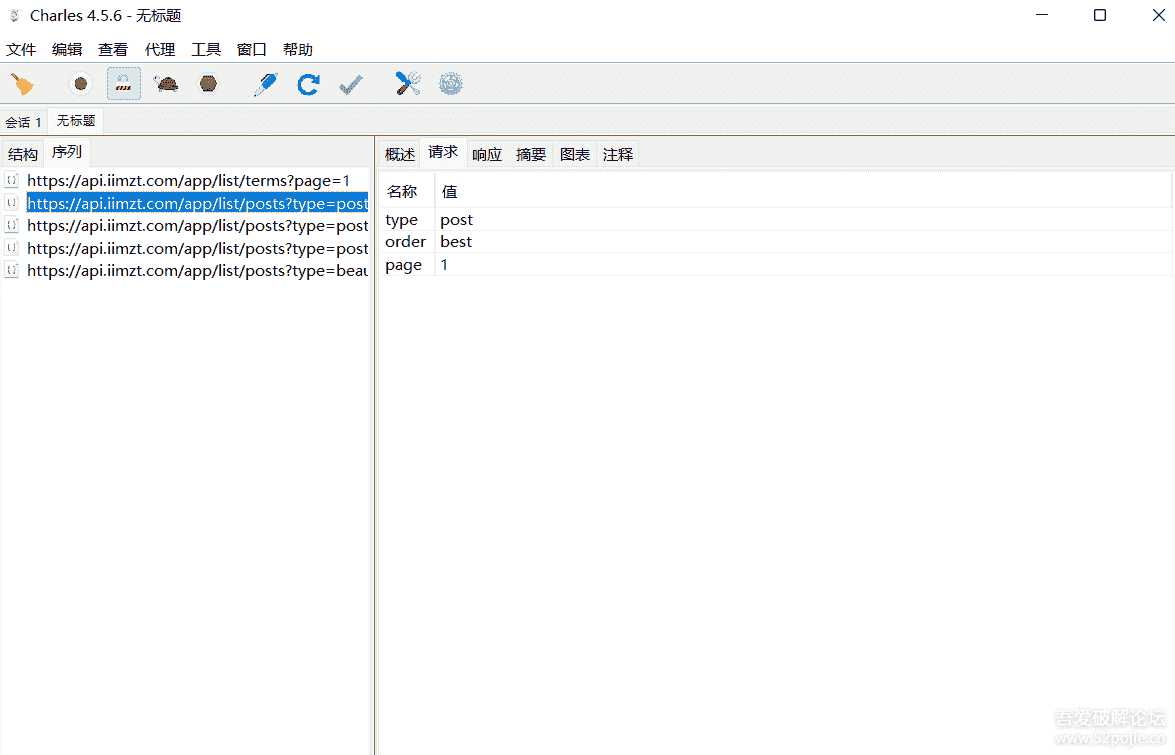 Charles 4.5.6 - 无标题
文件 编辑 查看 代理 工具 窗口 帮助
会话 1 无标题
结构 序列
https://api.iimzt.com/app/list/terms?page=1
https://api.iimzt.com/app/list/posts?type=post
https://api.iimzt.com/app/list/posts?type=post
https://api.iimzt.com/app/list/posts?type=post
https://api.iimzt.com/app/list/posts?type=beau
概述 请求 响应 摘要 图表 注释
名称 值
type post
order best
page 1
吾爱破解论坛
www.52pojie.cn